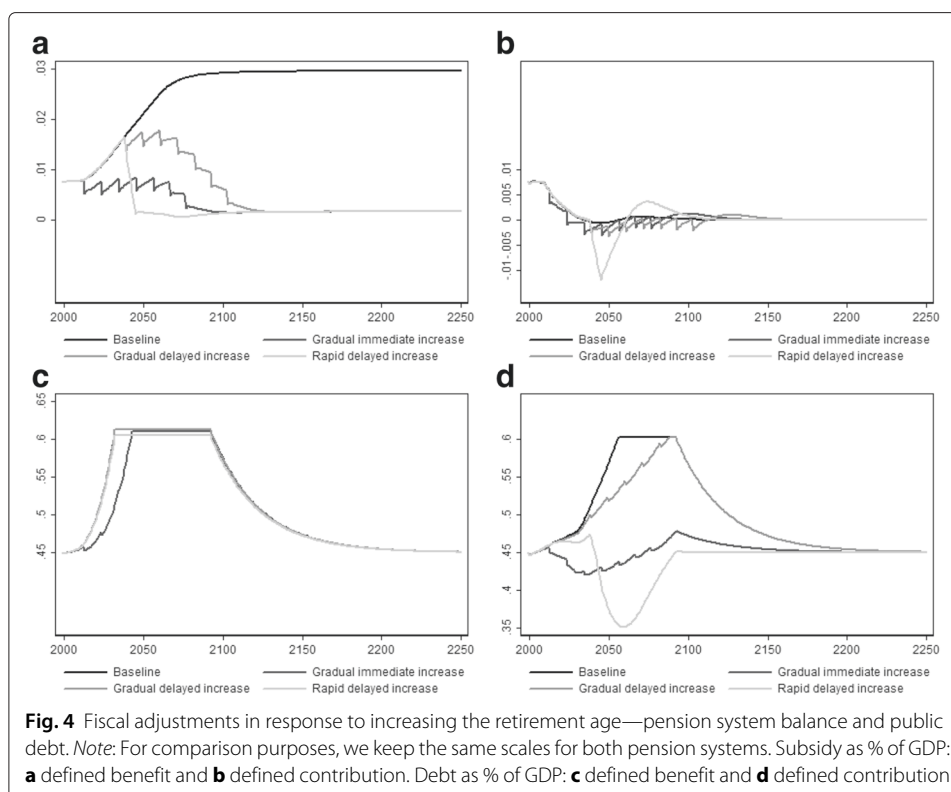 a
.03
.02
.01
0
2000 2050 2100 2150 2200 2250
Baseline Gradual immediate increase
Gradual delayed increase Rapid delayed increase
b
-.01 -.005 0 .005 .01
2000 2050 2100 2150 2200 2250
Baseline Gradual immediate increase
Gradual delayed increase Rapid delayed increase
c
.65
.6
.55
.5
.45
2000 2050 2100 2150 2200 2250
Baseline Gradual immediate increase
Gradual delayed increase Rapid delayed increase
d
.6
.55
.5
.45
.4
.35
2000 2050 2100 2150 2200 2250
Baseline Gradual immediate increase
Gradual delayed increase Rapid delayed increase
Fig. 4 Fiscal adjustments in response to increasing the retirement age—pension system balance and public
debt. Note: For comparison purposes, we keep the same scales for both pension systems. Subsidy as % of GDP:
a defined benefit and b defined contribution. Debt as % of GDP: c defined benefit and d defined contribution